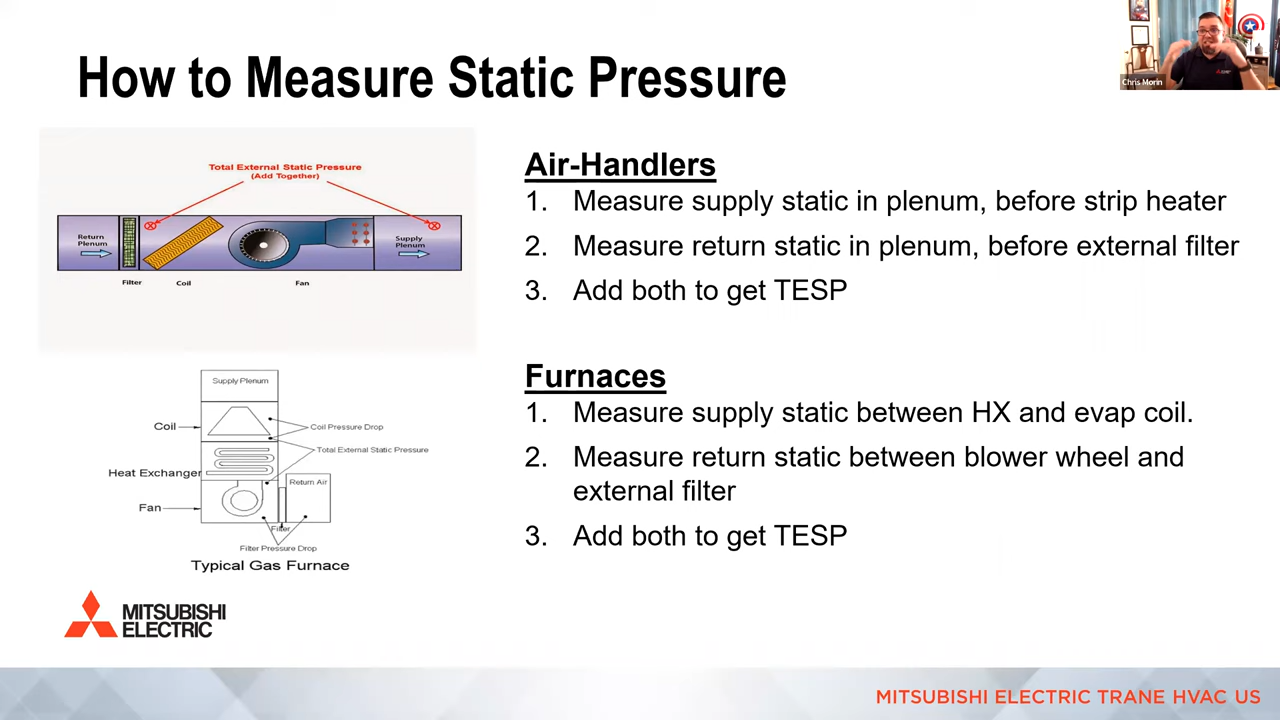 How to Measure Static Pressure
Chris Morin
Total External Static Pressure
(Add Together)
Return
Plenum
Supply
Plenum
Filter
Coil
Fan
Air-Handlers
1. Measure supply static in plenum, before strip heater
2. Measure return static in plenum, before external filter
3. Add both to get TESP
Supply Plenum
Coil
Coil Pressure Drop
Total External Static Pressure
Heat Exchanger
Return Air
Fan
Filter
Filter Pressure Drop
Typical Gas Furnace
Furnaces
1. Measure supply static between HX and evap coil.
2. Measure return static between blower wheel and
external filter
3. Add both to get TESP
MITSUBISHI
ELECTRIC
MITSUBISHI ELECTRIC TRANE HVAC US